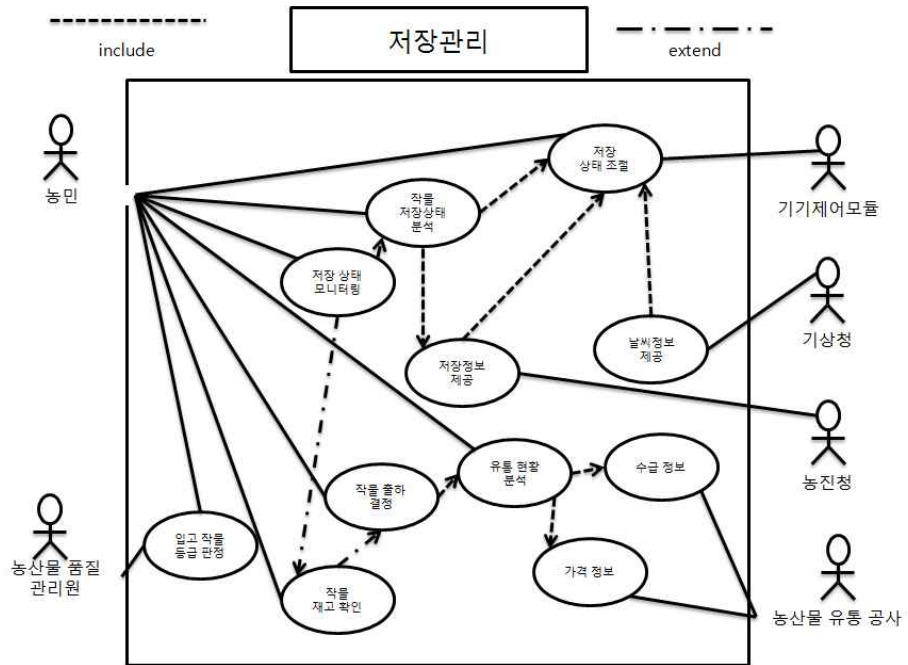 include
저장관리
extend
농민
저장
상태 조절
기기제어모듈
작물
저장상태
분석
저장 상태
모니터링
기상청
저장정보
제공
날씨정보
제공
농진청
유통 현황
분석
수급 정보
작물 출하
결정
입고 작물
등급 판정
농산물 품질
관리원
가격 정보
작물
재고 확인
농산물 유통 공사